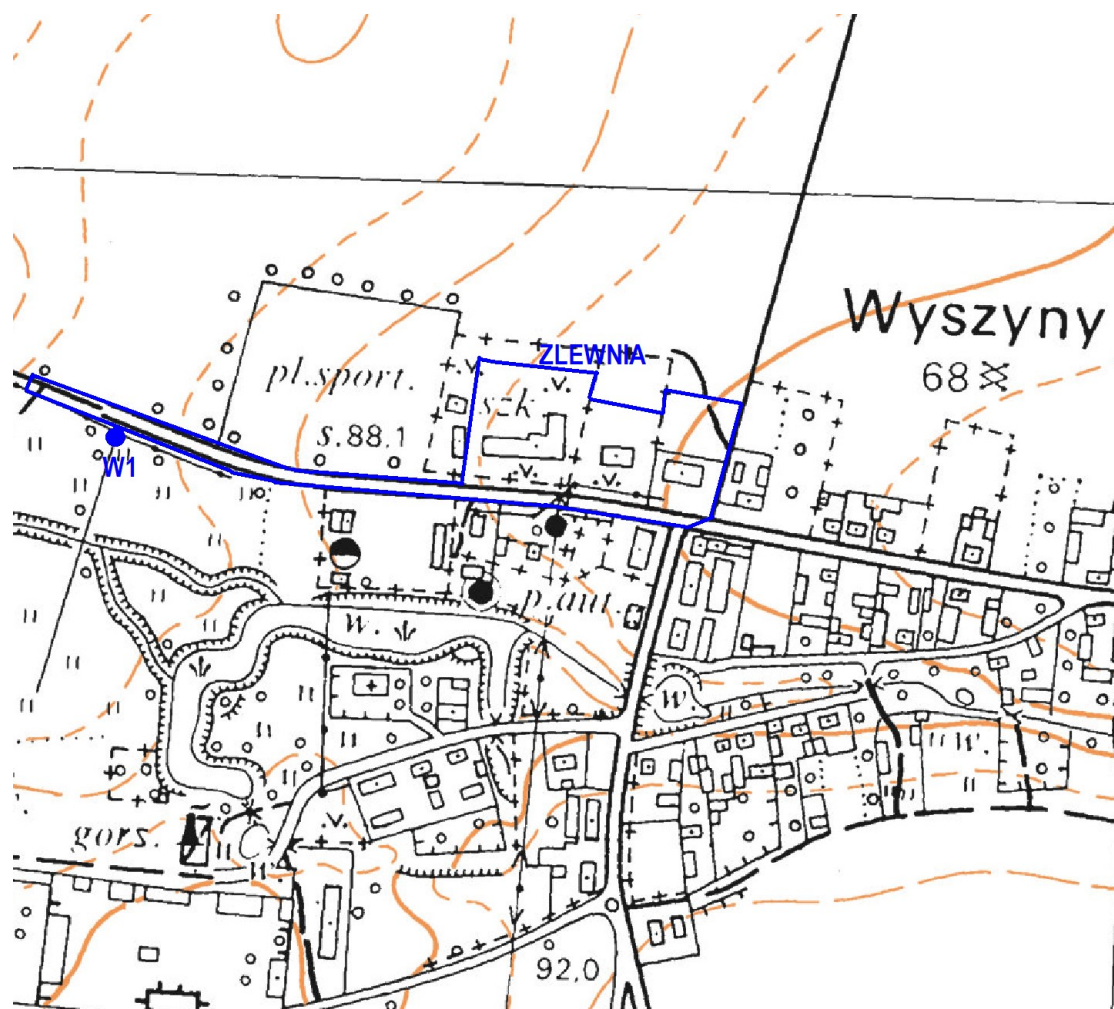 Wyszyny
68
ZLEWNIA
pl.sport.
szk
s.88.1
W1
p.aut.
w.
w.
w.
gors.
w.
92,0